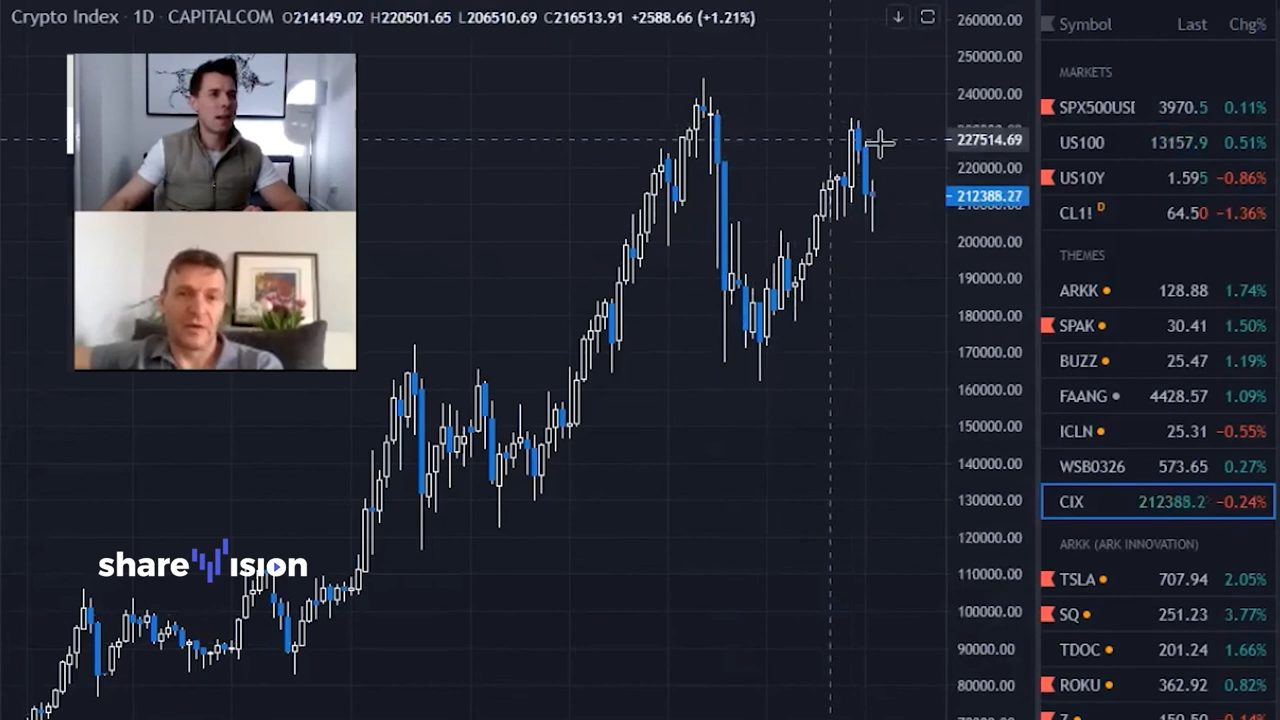 Crypto Index · 1D · CAPITALCOM O214149.02 H220501.65 L206510.69 C216513.91 +2588.66 (+1.21%)
260000.00
250000.00
240000.00
227514.69
220000.00
212388.27
200000.00
190000.00
180000.00
170000.00
160000.00
150000.00
140000.00
130000.00
120000.00
110000.00
100000.00
90000.00
80000.00
share vision
Symbol Last Chg%
MARKETS
SPX500USI 3970.5 0.11%
US100 13157.9 0.51%
US10Y 1.595 −0.86%
CL1! D 64.50 −1.36%
THEMES
ARKK 128.88 1.74%
SPAK 30.41 1.50%
BUZZ 25.47 1.19%
FAANG 4428.57 1.09%
ICLN 25.31 −0.55%
WSB0326 573.65 0.27%
CIX 212388.2 −0.24%
ARKK (ARK INNOVATION)
TSLA 707.94 2.05%
SQ 251.23 3.77%
TDOC 201.24 1.66%
ROKU 362.92 0.82%